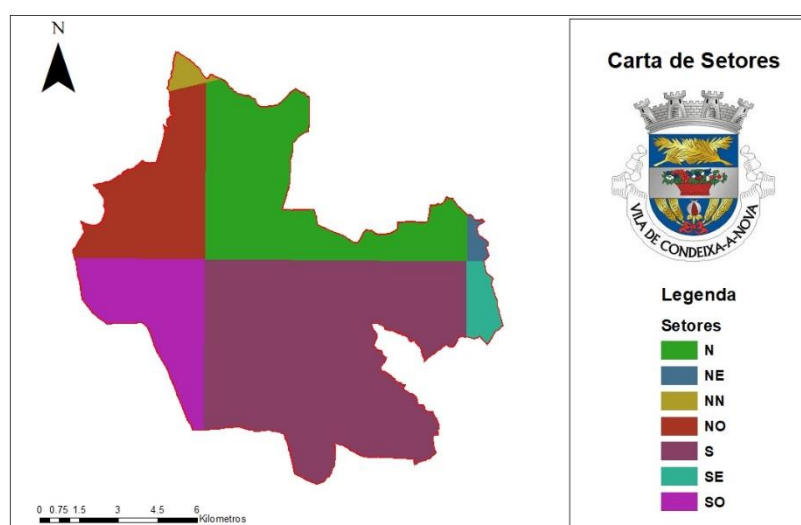 N
Carta de Setores
VILA DE CONDEIXA-A-NOVA
Legenda
Setores
N
NE
NN
NO
S
SE
SO
0 0.75 1.5 3 4.5 6
Kilometros